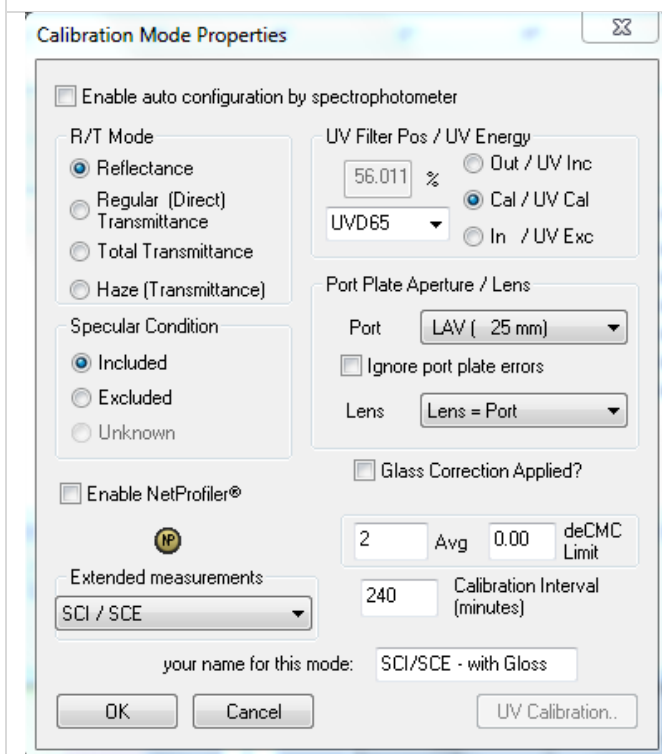 Calibration Mode Properties
Enable auto configuration by spectrophotometer
R/T Mode
Reflectance
Regular (Direct)
Transmittance
Total Transmittance
Haze (Transmittance)
UV Filter Pos / UV Energy
56.011 %
UVD65
Out / UV Inc
Cal / UV Cal
In / UV Exc
Specular Condition
Included
Excluded
Unknown
Port Plate Aperture / Lens
Port LAV ( 25 mm)
Ignore port plate errors
Lens Lens = Port
Glass Correction Applied?
Enable NetProfiler®
NP
2 Avg 0.00 deCMC
Limit
Extended measurements
SCI / SCE
240 Calibration Interval
(minutes)
your name for this mode: SCI/SCE - with Gloss
OK Cancel UV Calibration..